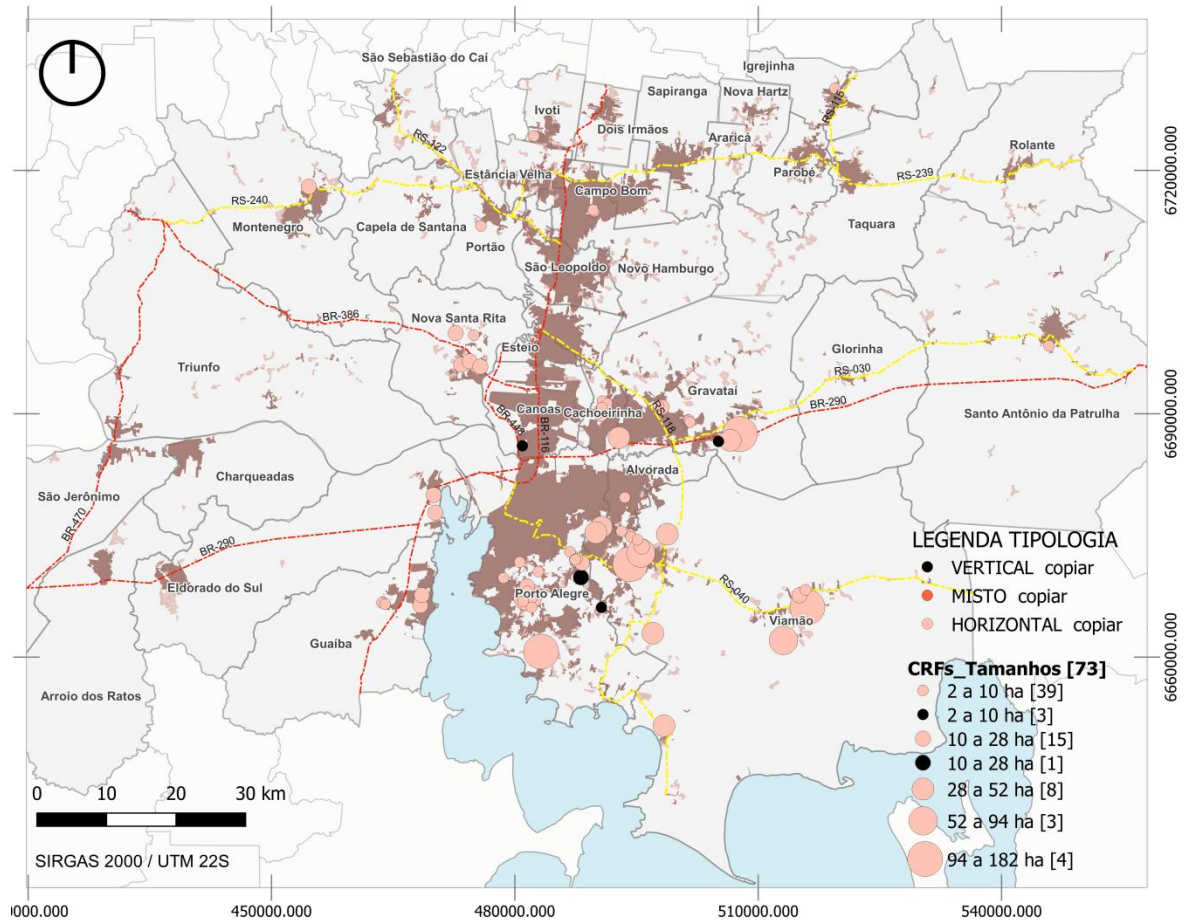 São Sebastião do Caí
Igrejinha
Sapiranga
Nova Hartz
Ivoti
RS-115
Dois Irmãos
RS-122
Araricá
Rolante
Estância Velha
Parobé
Campo Bom
RS-239
RS-240
Montenegro
Capela de Santana
Taquara
Portão
São Leopoldo
Novo Hamburgo
BR-386
Nova Santa Rita
Esteio
Glorinha
Triunfo
RS-030
Gravataí
BR-290
Canoas
Cachoeirinha
RS-118
Santo Antônio da Patrulha
BR-448
BR-116
Charqueadas
Alvorada
São Jerônimo
BR-470
BR-290
Eldorado do Sul
Porto Alegre
RS-040
Viamão
Guaíba
Arroio dos Ratos
LEGENDA TIPOLOGIA
VERTICAL copiar
MISTO copiar
HORIZONTAL copiar
CRFs_Tamanhos [73]
2 a 10 ha [39]
2 a 10 ha [3]
10 a 28 ha [15]
10 a 28 ha [1]
28 a 52 ha [8]
52 a 94 ha [3]
94 a 182 ha [4]
0 10 20 30 km
SIRGAS 2000 / UTM 22S
6720000.000
6690000.000
6660000.000
0000.000 450000.000 480000.000 510000.000 540000.000